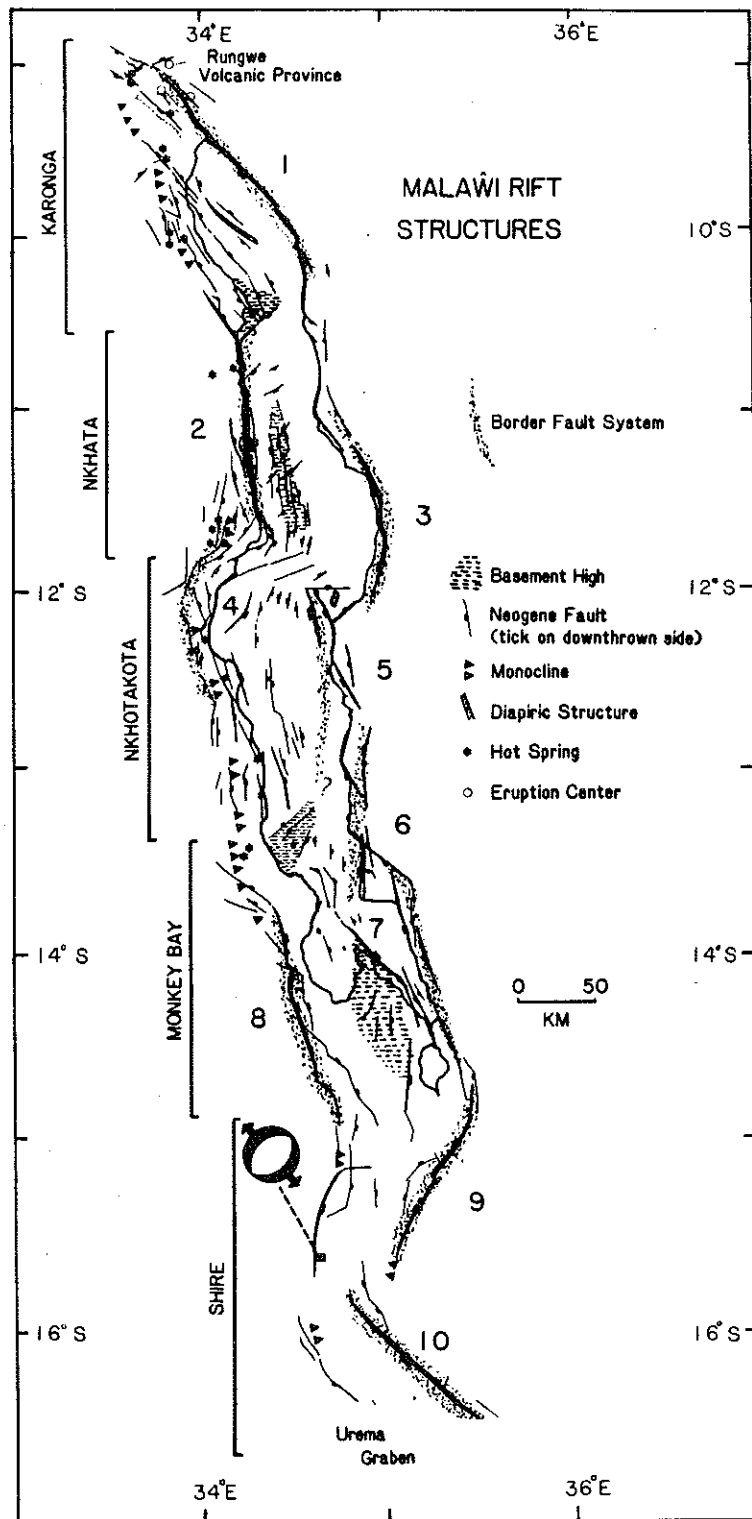 34°E
36°E
Rungwe
Volcanic Province
KARONGA
1
MALAŴI RIFT
STRUCTURES
10°S
NKHATA
2
Border Fault System
3
12°S
12°S
Basement High
4
Neogene Fault
(tick on downthrown side)
NKHOTAKOTA
5
Monocline
Diapiric Structure
Hot Spring
?
Eruption Center
6
7
14°S
14°S
MONKEY BAY
8
0 50
KM
9
SHIRE
16°S
10
16°S
Urema
Graben
34°E
36°E